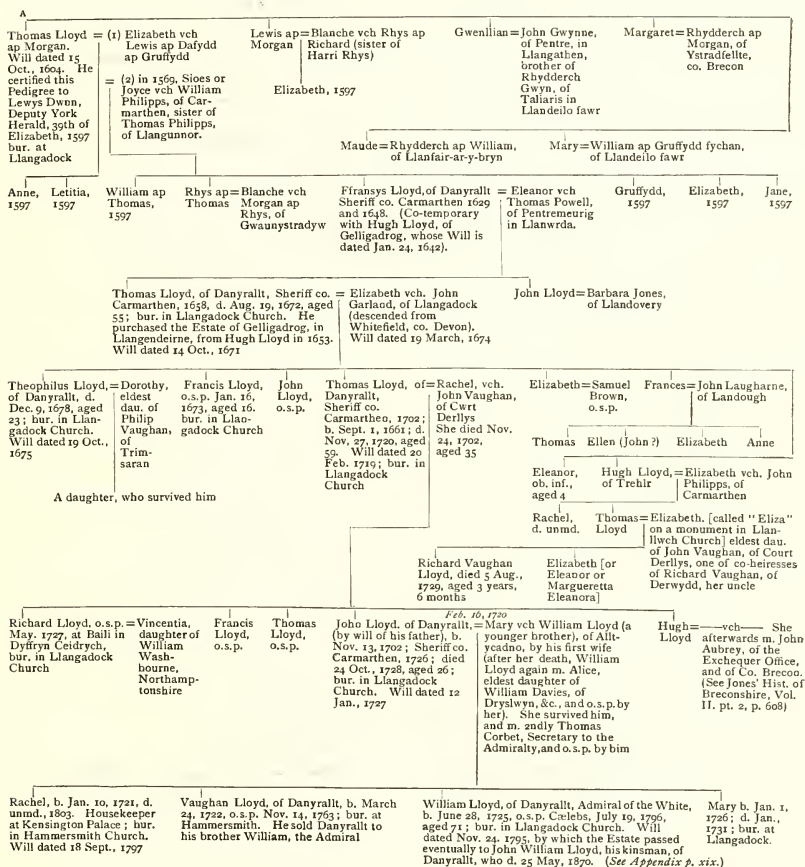 A
Thomas Lloyd
ap Morgan.
Will dated 15
Oct., 1604. He
certified this
Pedigree to
Lewys Dwnn,
Deputy York
Herald, 39th of
Elizabeth, 1597
bur. at
Llangadock
= (1) Elizabeth vch
Lewis ap Dafydd
ap Gruffydd
= (2) in 1569, Sioes or
Joyce vch William
Philipps, of Car-
marthen, sister of
Thomas Philipps,
of Llangunnor.
Lewis ap
Morgan
= Blanche vch Rhys ap
Richard (sister of
Harri Rhys)
Elizabeth, 1597
Gwenllian
= John Gwynne,
of Pentre, in
Llangathen,
brother of
Rhydderch
Gwyn, of
Taliaris in
Llandeilo fawr
Margaret
= Rhydderch ap
Morgan, of
Ystradfellte,
co. Brecon
Maude=Rhydderch ap William,
of Llanfair-ar-y-bryn
Mary=William ap Gruffydd fychan,
of Llandeilo fawr
Anne,
1597
Letitia,
1597
William ap
Thomas,
1597
Rhys ap
Thomas
=Blanche vch
Morgan ap
Rhys, of
Gwaunystradyw
Ffransys Lloyd, of Danyrallt
Sheriff co. Carmarthen 1629
and 1648. (Co-temporary
with Hugh Lloyd, of
Gelligadrog, whose Will is
dated Jan. 24, 1642).
= Eleanor vch
Thomas Powell,
of Pentremeurig
in Llanwrda.
Gruffydd,
1597
Elizabeth,
1597
Jane,
1597
Thomas Lloyd, of Danyrallt, Sheriff co.
Carmarthen, 1658, d. Aug. 19, 1672, aged
55; bur. in Llangadock Church. He
purchased the Estate of Gelligadrog, in
Llangendeirne, from Hugh Lloyd in 1653.
Will dated 14 Oct., 1671
= Elizabeth vch. John
Garland, of Llangadock
(descended from
Whitefield, co. Devon).
Will dated 19 March, 1674
John Lloyd=Barbara Jones,
of Llandovery
Theophilus Lloyd,
of Danyrallt, d.
Dec. 9, 1678, aged
23; bur. in Llan-
gadock Church.
Will dated 19 Oct.,
1675
=Dorothy,
eldest
dau. of
Philip
Vaughan,
of
Trim-
saran
A daughter, who survived him
Francis Lloyd,
o.s.p. Jan. 16,
1673, aged 16.
bur. in Llan-
gadock Church
John
Lloyd,
o.s.p.
Thomas Lloyd, of
Danyrallt,
Sheriff co.
Carmarthen, 1702;
b. Sept. 1, 1661; d.
Nov, 27, 1720, aged
59. Will dated 20
Feb. 1719; bur. in
Llangadock
Church
=Rachel, vch.
John Vaughan,
of Cwrt
Derllys
She died Nov.
24, 1702,
aged 35
Elizabeth=Samuel
Brown,
o.s.p.
Frances=John Laugharne,
of Landough
Thomas
Ellen (John ?)
Elizabeth
Anne
Eleanor,
ob. inf.,
aged 4
Hugh Lloyd,
of Trehlr
=Elizabeth vch. John
Philipps, of
Carmarthen
Rachel,
d. unmd.
Thomas
Lloyd
=Elizabeth. [called "Eliza"
on a monument in Llan-
llwch Church] eldest dau.
of John Vaughan, of Court
Derllys, one of co-heiresses
of Richard Vaughan, of
Derwydd, her uncle
Richard Vaughan
Lloyd, died 5 Aug.,
1729, aged 3 years,
6 months
Elizabeth [or
Eleanor or
Margueretta
Eleanora]
Richard Lloyd, o.s.p.
May. 1727, at Baili in
Dyffryn Ceidrych,
bur, in Llangadock
Church
=Vincentia,
daughter of
William
Wash-
bourne,
Northamp-
tonshire
Francis
Lloyd,
o.s.p.
Thomas
Lloyd,
o.s.p.
John Lloyd. of Danyrallt,
(by will of his father), b.
Nov. 13, 1702; Sheriff co.
Carmarthen, 1726; died
24 Oct., 1728, aged 26;
bur. in Llangadock
Church. Will dated 12
Jan., 1727
Feb. 16, 1720
=Mary vch William Lloyd (a
younger brother), of Allt-
ycadno, by his first wife
(after her death, William
Lloyd again m. Alice,
eldest daughter of
William Davies, of
Dryslwyn, &c., and o.s.p. by
her). She survived him,
and m. 2ndly Thomas
Corbet, Secretary to the
Admiralty, and o.s.p. by bim
Hugh
Lloyd
=——vch—— She
afterwards m. John
Aubrey, of the
Exchequer Office,
and of Co. Brecon.
(See Jones' Hist. of
Breconshire, Vol.
II. pt. 2, p. 608)
Rachel, b. Jan. 10, 1721, d.
unmd., 1803. Housekeeper
at Kensington Palace; bur.
in Hammersmith Church.
Will dated 18 Sept., 1797
Vaughan Lloyd, of Danyrallt, b. March
24, 1722, o.s.p. Nov. 14, 1763; bur. at
Hammersmith. He sold Danyrallt to
his brother William, the Admiral
William Lloyd, of Danyrallt, Admiral of the White,
b. June 28, 1725, o.s.p. Cælebs, July 19, 1796,
aged 71; bur. in Llangadock Church. Will
dated Nov. 24. 1795, by which the Estate passed
eventually to John William Lloyd, his kinsman, of
Danyrallt, who d. 25 May, 1870. (See Appendix p. xix.)
Mary b. Jan. 1,
1726; d. Jan.,
1731; bur. at
Llangadock.